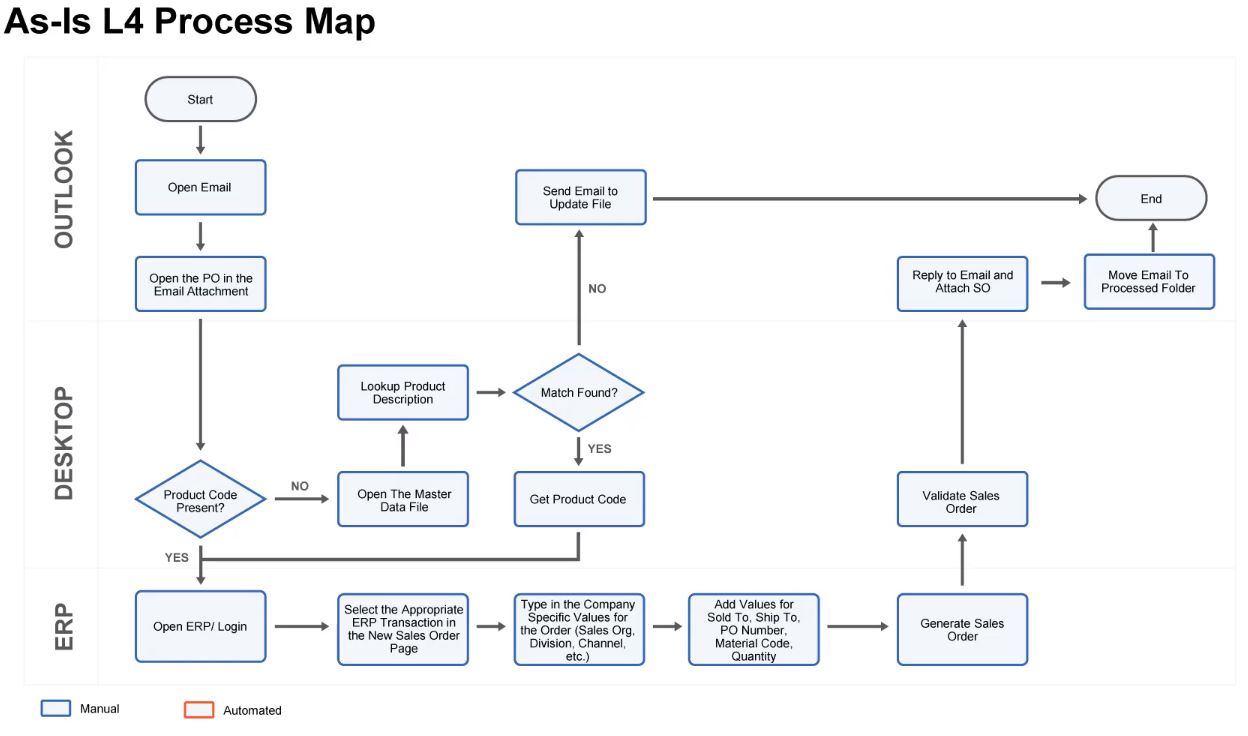 As-Is L4 Process Map
OUTLOOK
Start
Open Email
Open the PO in the
Email Attachment
Send Email to
Update File
End
Reply to Email and
Attach SO
Move Email To
Processed Folder
NO
DESKTOP
Product Code
Present?
NO
Open The Master
Data File
Lookup Product
Description
Match Found?
YES
Get Product Code
Validate Sales
Order
YES
ERP
Open ERP/ Login
Select the Appropriate
ERP Transaction in
the New Sales Order
Page
Type in the Company
Specific Values for
the Order (Sales Org,
Division, Channel,
etc.)
Add Values for
Sold To, Ship To,
PO Number,
Material Code,
Quantity
Generate Sales
Order
Manual
Automated